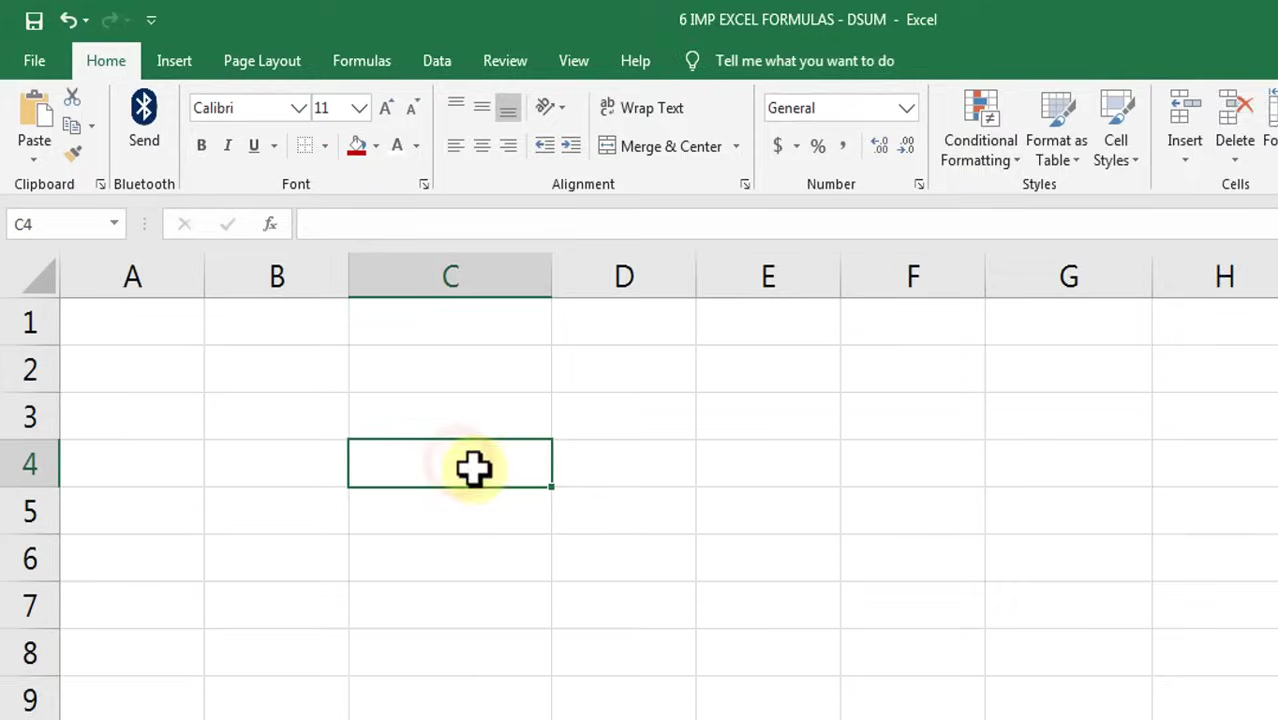 6 IMP EXCEL FORMULAS - DSUM - Excel
File Home Insert Page Layout Formulas Data Review View Help Tell me what you want to do
Calibri 11 Wrap Text General
Paste Send B I U A Merge & Center $ % , Conditional Formatting Format as Table Cell Styles Insert Delete
Clipboard Bluetooth Font Alignment Number Styles Cells
C4 fx
A B C D E F G H
1
2
3
4
5
6
7
8
9